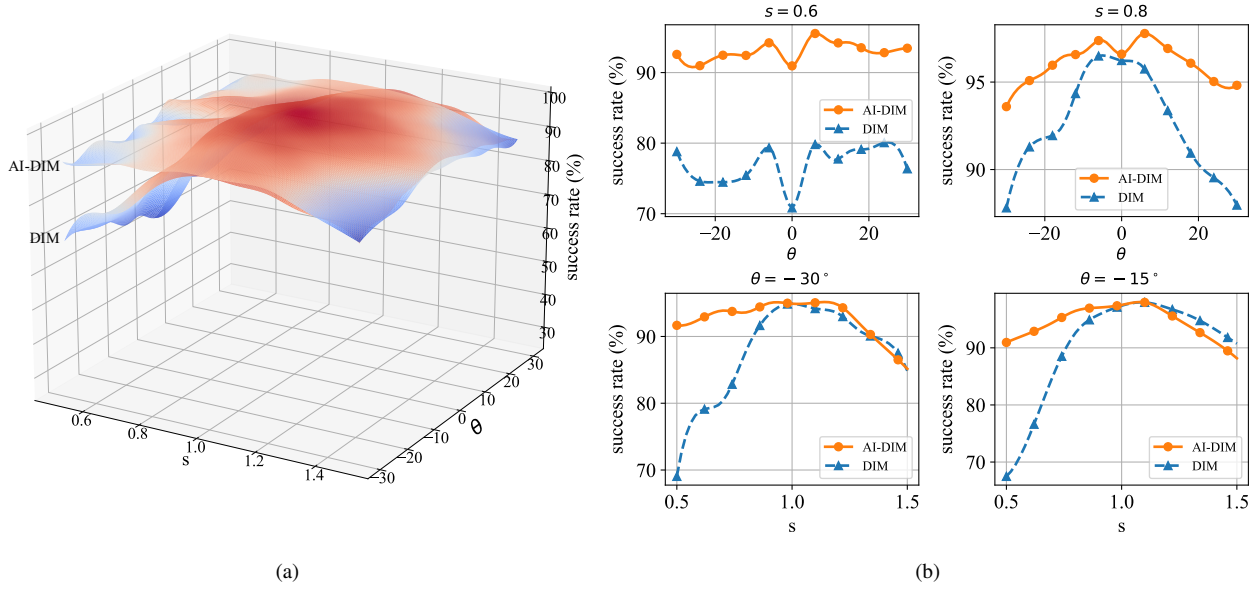 AI-DIM
DIM
100
90
80
70
60
50
40
30
success rate (%)
0.6
0.8
1.0
1.2
1.4
s
−30
−20
−10
0
10
20
30
θ
(a)
s = 0.6
90
80
70
success rate (%)
AI-DIM
DIM
−20
0
20
θ
s = 0.8
95
90
success rate (%)
AI-DIM
DIM
−20
0
20
θ
θ = −30°
90
80
70
success rate (%)
AI-DIM
DIM
0.5
1.0
1.5
s
θ = −15°
90
80
70
success rate (%)
AI-DIM
DIM
0.5
1.0
1.5
s
(b)